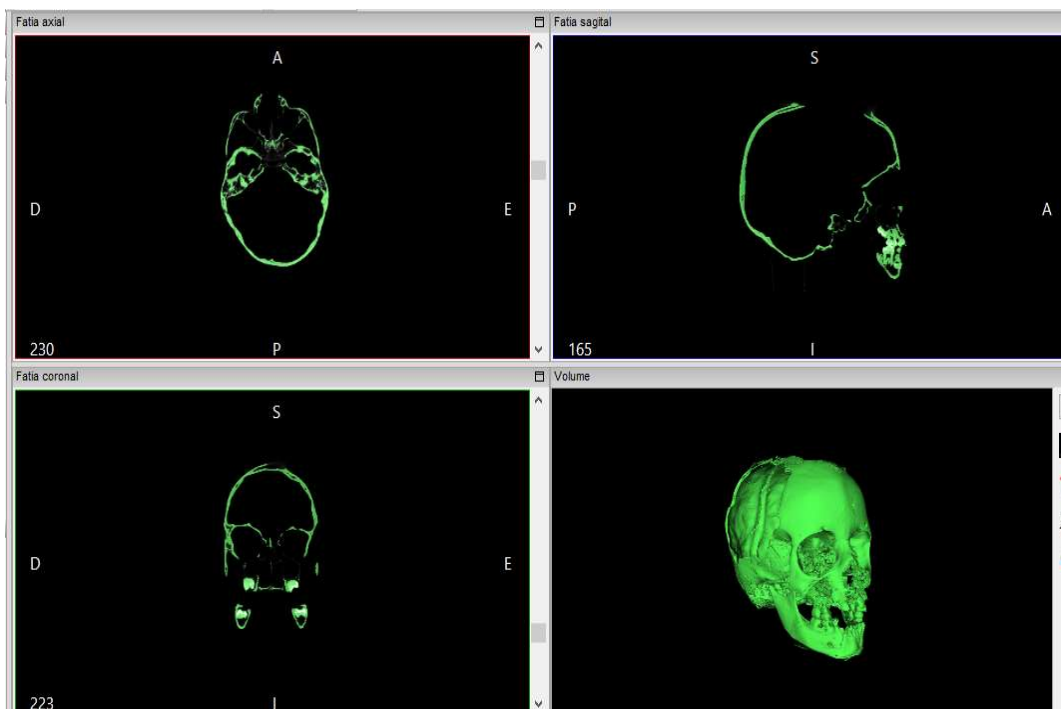 Fatia axial
A
D
E
230
P
Fatia sagital
S
P
A
165
I
Fatia coronal
S
D
E
223
I
Volume